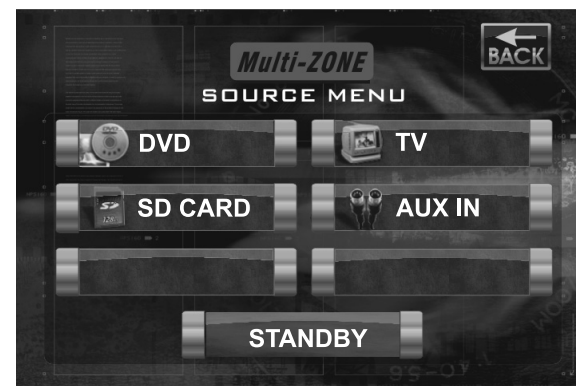 Multi-ZONE
BACK
SOURCE MENU
DVD
TV
SD CARD
AUX IN
STANDBY